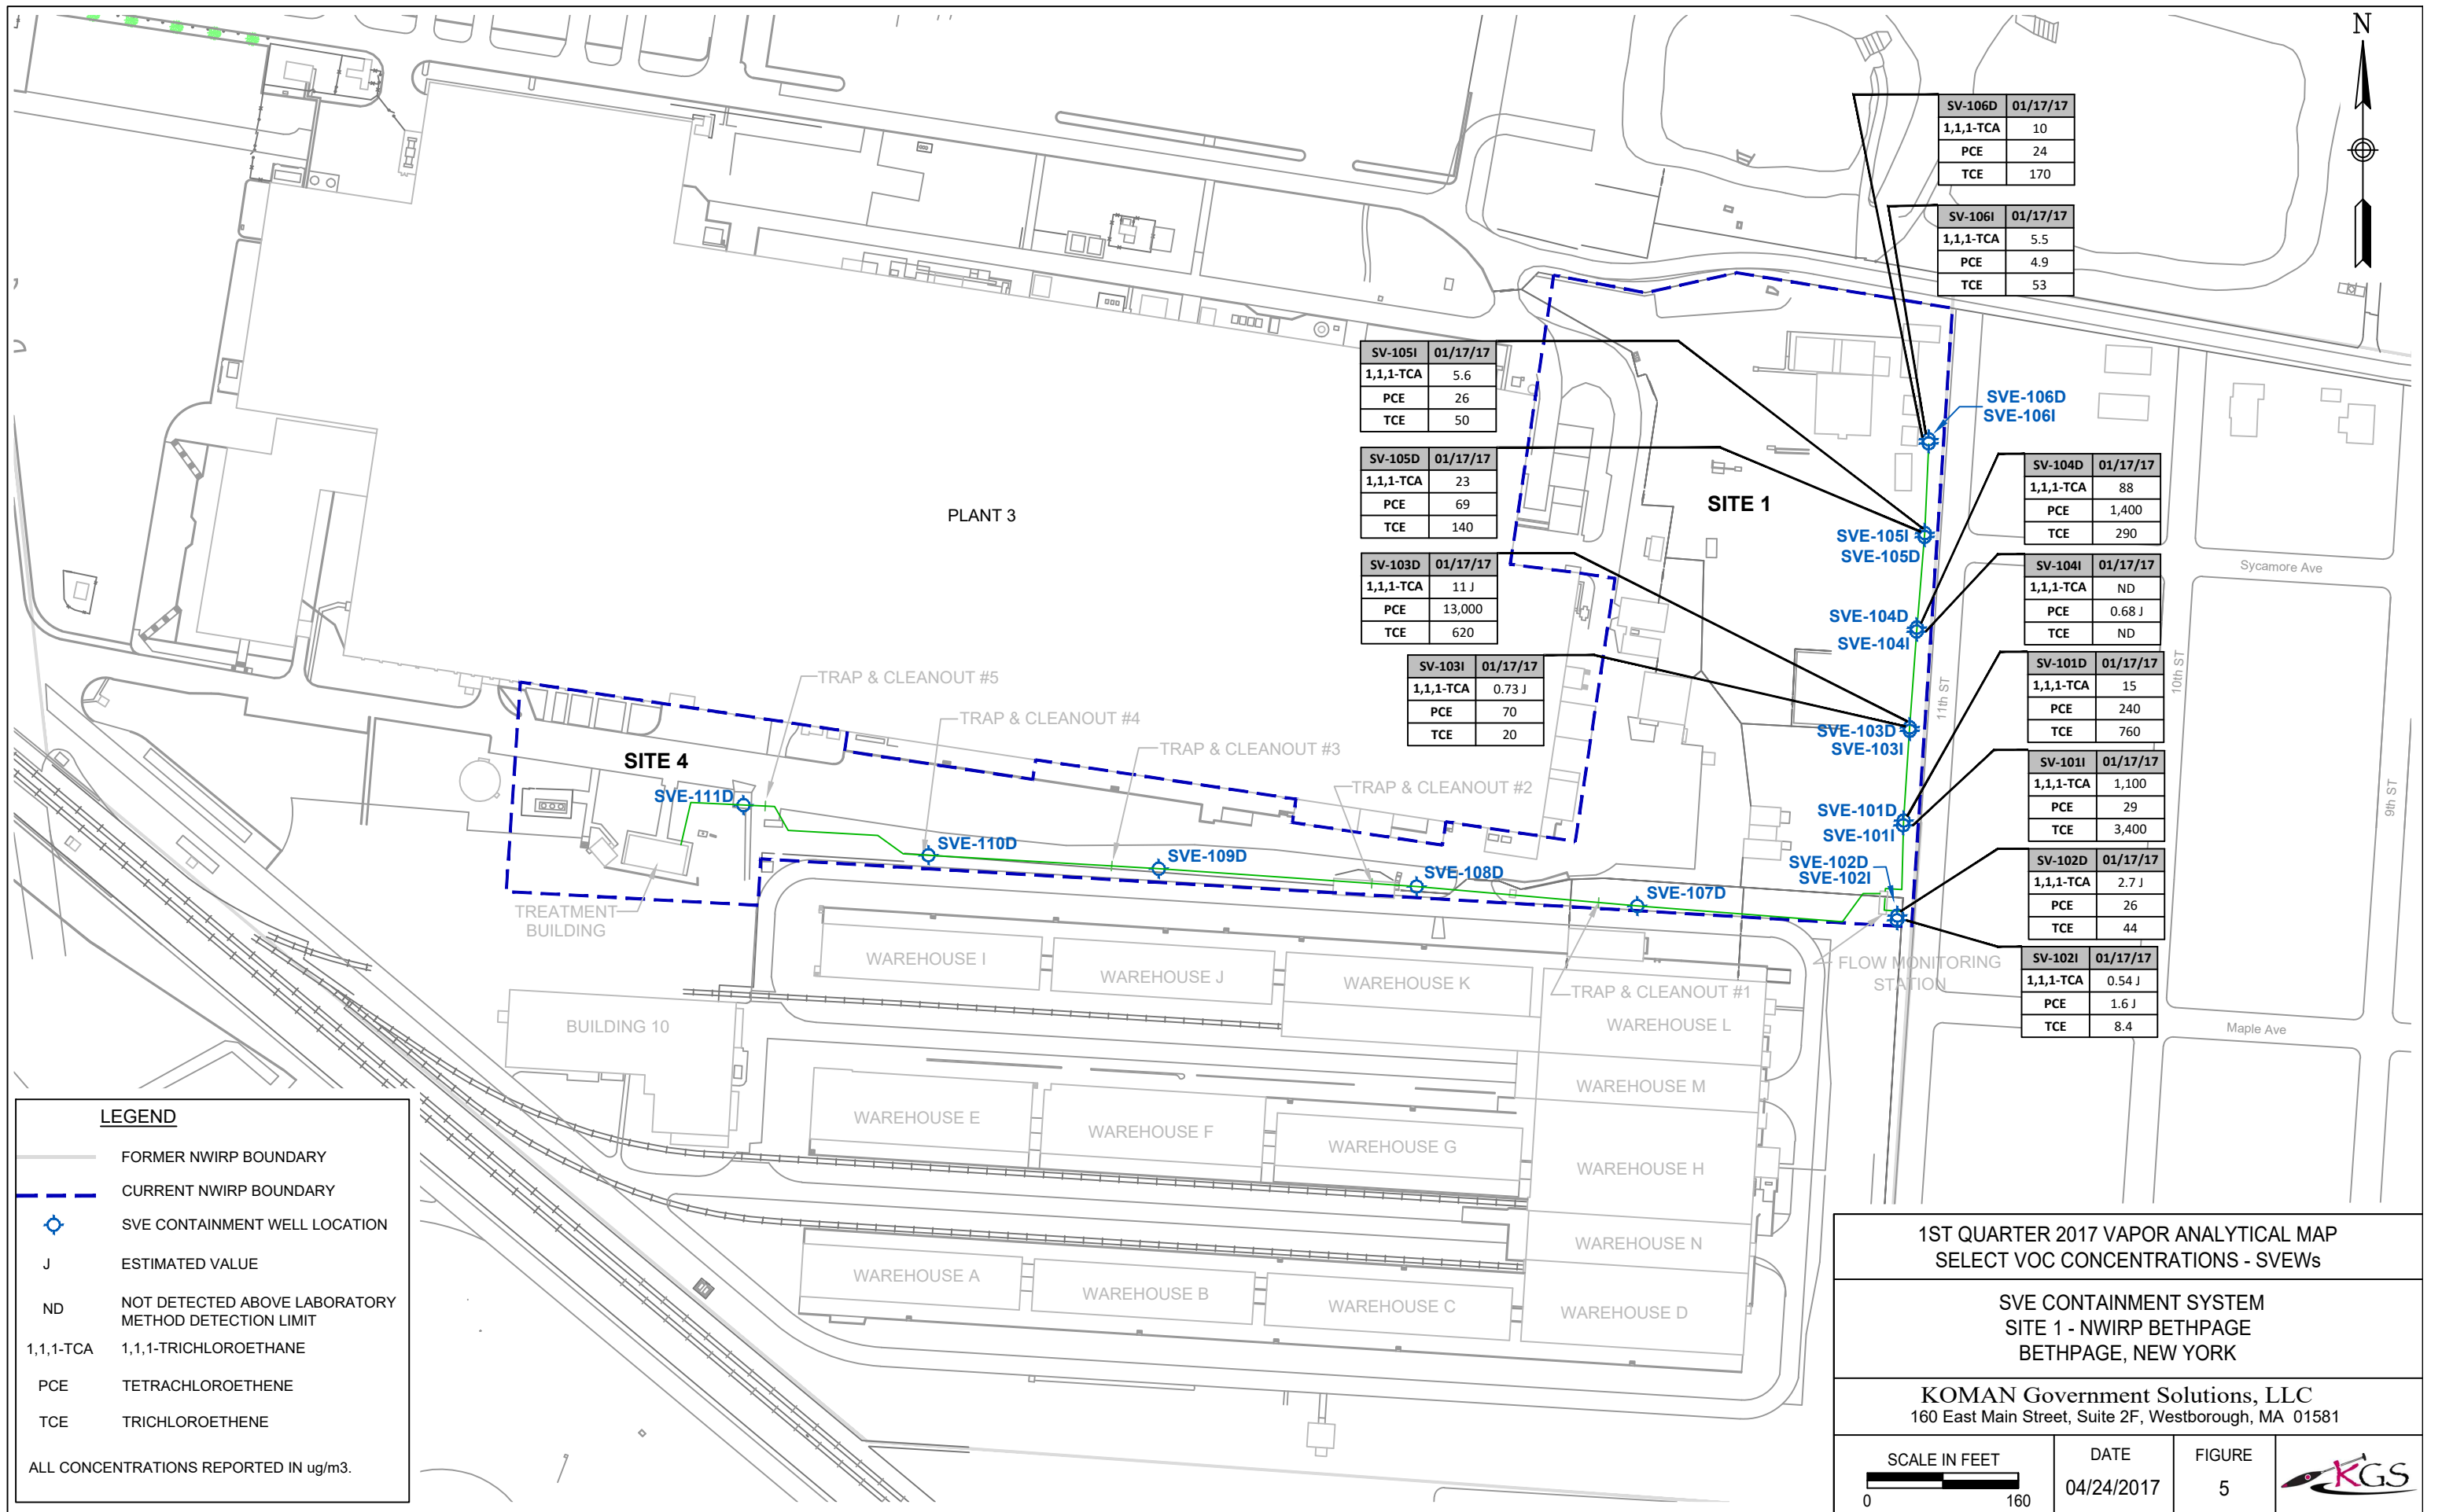 N
SV-106D 01/17/17
1,1,1-TCA 10
PCE 24
TCE 170
SV-106I 01/17/17
1,1,1-TCA 5.5
PCE 4.9
TCE 53
SV-105I 01/17/17
1,1,1-TCA 5.6
PCE 26
TCE 50
SV-105D 01/17/17
1,1,1-TCA 23
PCE 69
TCE 140
SV-103D 01/17/17
1,1,1-TCA 11 J
PCE 13,000
TCE 620
SV-103I 01/17/17
1,1,1-TCA 0.73 J
PCE 70
TCE 20
SV-104D 01/17/17
1,1,1-TCA 88
PCE 1,400
TCE 290
SV-104I 01/17/17
1,1,1-TCA ND
PCE 0.68 J
TCE ND
SV-101D 01/17/17
1,1,1-TCA 15
PCE 240
TCE 760
SV-101I 01/17/17
1,1,1-TCA 1,100
PCE 29
TCE 3,400
SV-102D 01/17/17
1,1,1-TCA 2.7 J
PCE 26
TCE 44
SV-102I 01/17/17
1,1,1-TCA 0.54 J
PCE 1.6 J
TCE 8.4
SVE-106D
SVE-106I
SITE 1
SVE-105I
SVE-105D
SVE-104D
SVE-104I
SVE-103D
SVE-103I
SVE-101D
SVE-101I
SVE-102D
SVE-102I
PLANT 3
Sycamore Ave
11th ST
10th ST
9th ST
Maple Ave
TRAP & CLEANOUT #5
TRAP & CLEANOUT #4
TRAP & CLEANOUT #3
TRAP & CLEANOUT #2
TRAP & CLEANOUT #1
SITE 4
SVE-111D
SVE-110D
SVE-109D
SVE-108D
SVE-107D
TREATMENT
BUILDING
FLOW MONITORING
STATION
WAREHOUSE I
WAREHOUSE J
WAREHOUSE K
WAREHOUSE L
BUILDING 10
WAREHOUSE M
WAREHOUSE E
WAREHOUSE F
WAREHOUSE G
WAREHOUSE H
WAREHOUSE N
WAREHOUSE A
WAREHOUSE B
WAREHOUSE C
WAREHOUSE D
LEGEND
FORMER NWIRP BOUNDARY
CURRENT NWIRP BOUNDARY
SVE CONTAINMENT WELL LOCATION
J ESTIMATED VALUE
ND NOT DETECTED ABOVE LABORATORY
METHOD DETECTION LIMIT
1,1,1-TCA 1,1,1-TRICHLOROETHANE
PCE TETRACHLOROETHENE
TCE TRICHLOROETHENE
ALL CONCENTRATIONS REPORTED IN ug/m3.
1ST QUARTER 2017 VAPOR ANALYTICAL MAP
SELECT VOC CONCENTRATIONS - SVEWs
SVE CONTAINMENT SYSTEM
SITE 1 - NWIRP BETHPAGE
BETHPAGE, NEW YORK
KOMAN Government Solutions, LLC
160 East Main Street, Suite 2F, Westborough, MA 01581
SCALE IN FEET
0 160
DATE
04/24/2017
FIGURE
5
KGS